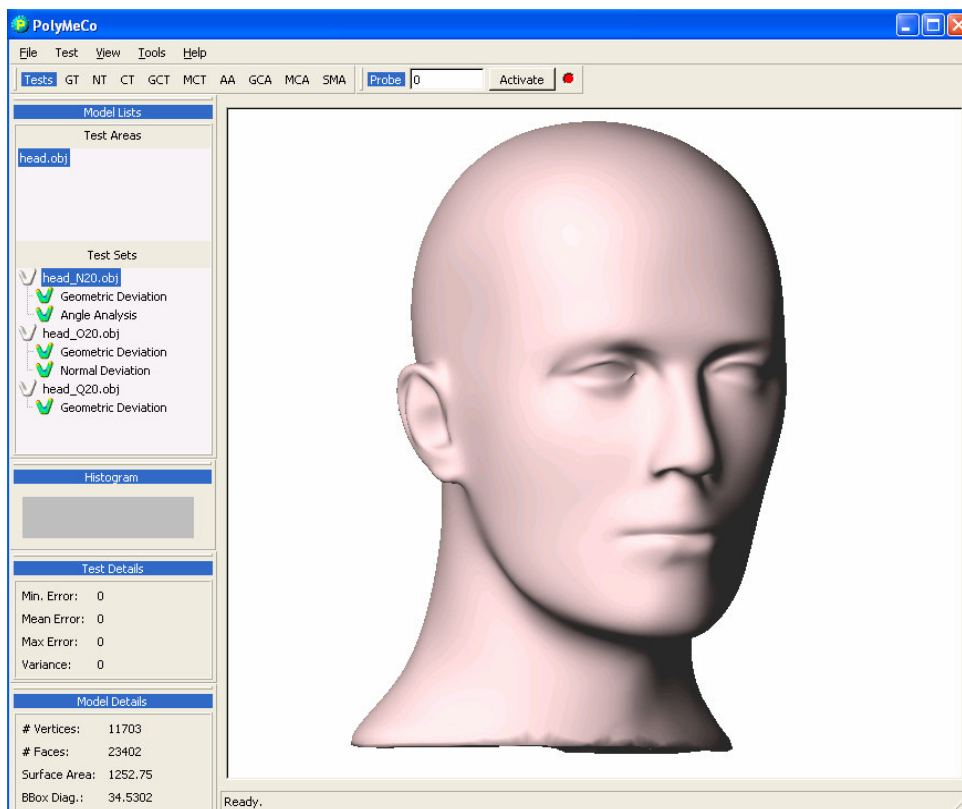 PolyMeCo
File Test View Tools Help
Tests GT NT CT GCT MCT AA GCA MCA SMA Probe 0 Activate
Model Lists
Test Areas
head.obj
Test Sets
head_N20.obj
Geometric Deviation
Angle Analysis
head_O20.obj
Geometric Deviation
Normal Deviation
head_Q20.obj
Geometric Deviation
Histogram
Test Details
Min. Error: 0
Mean Error: 0
Max Error: 0
Variance: 0
Model Details
# Vertices: 11703
# Faces: 23402
Surface Area: 1252.75
BBox Diag.: 34.5302
Ready.